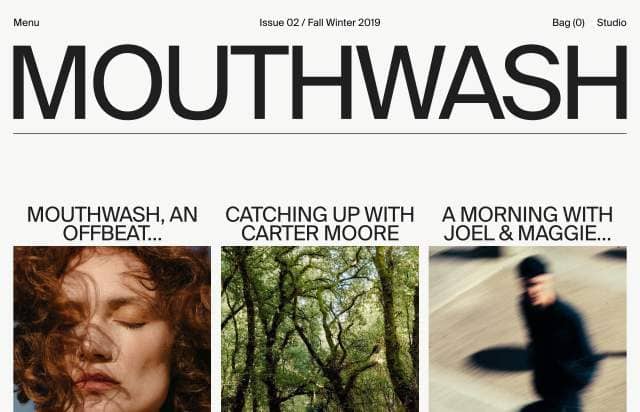 Menu
Issue 02 / Fall Winter 2019
Bag (0)
Studio
MOUTHWASH
MOUTHWASH, AN
OFFBEAT...
CATCHING UP WITH
CARTER MOORE
A MORNING WITH
JOEL & MAGGIE...